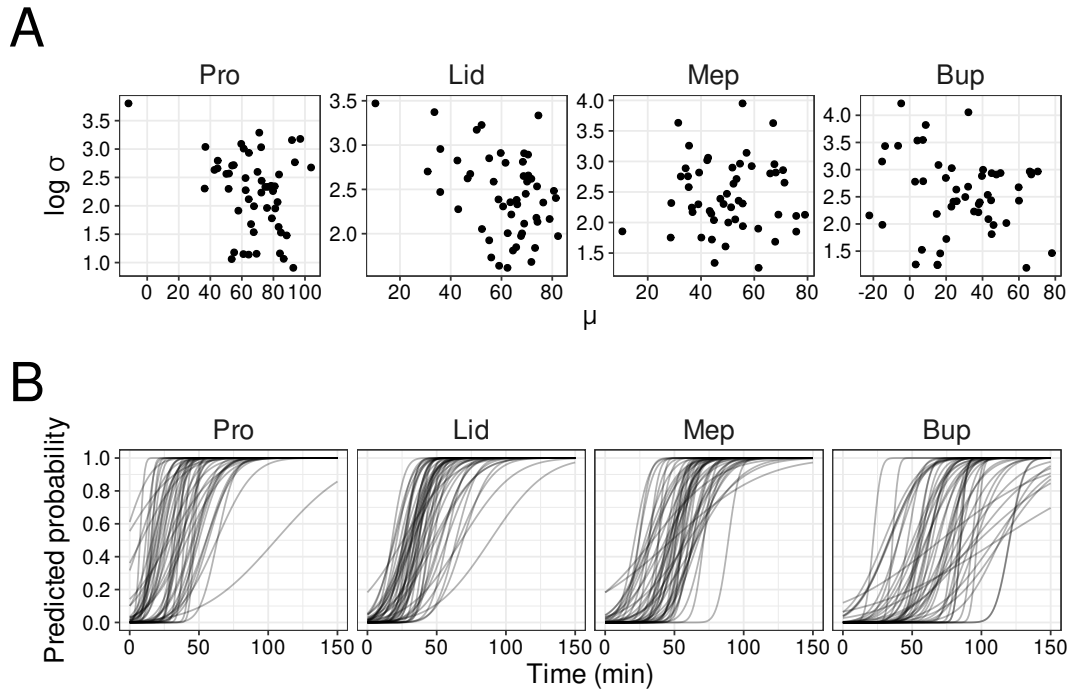 A
Pro Lid Mep Bup
log σ
3.5 3.0 2.5 2.0 1.5 1.0
3.5 3.0 2.5 2.0
4.0 3.5 3.0 2.5 2.0 1.5
4.0 3.5 3.0 2.5 2.0 1.5
0 20 40 60 80 100 20 40 60 80 20 40 60 80 -20 0 20 40 60 80
μ
B
Pro Lid Mep Bup
Predicted probability
1.0 0.8 0.6 0.4 0.2 0.0
0 50 100 150 0 50 100 150 0 50 100 150 0 50 100 150
Time (min)